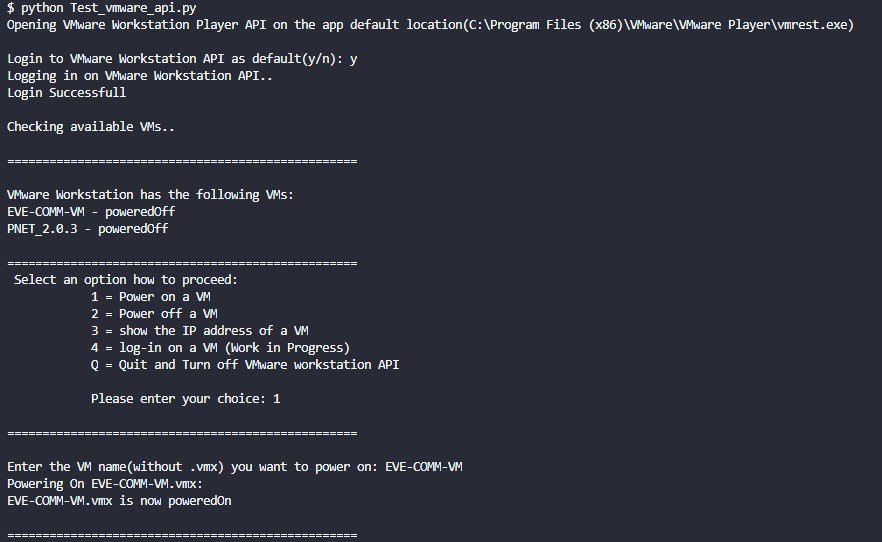 $ python Test_vmware_api.py
Opening VMware Workstation Player API on the app default location(C:\Program Files (x86)\VMware\VMware Player\vmrest.exe)
Login to VMware Workstation API as default(y/n): y
Logging in on VMware Workstation API..
Login Successfull
Checking available VMs..
==================================================
VMware Workstation has the following VMs:
EVE-COMM-VM - poweredOff
PNET_2.0.3 - poweredOff
==================================================
Select an option how to proceed:
1 = Power on a VM
2 = Power off a VM
3 = show the IP address of a VM
4 = log-in on a VM (Work in Progress)
Q = Quit and Turn off VMware workstation API
Please enter your choice: 1
==================================================
Enter the VM name(without .vmx) you want to power on: EVE-COMM-VM
Powering On EVE-COMM-VM.vmx:
EVE-COMM-VM.vmx is now poweredOn
==================================================